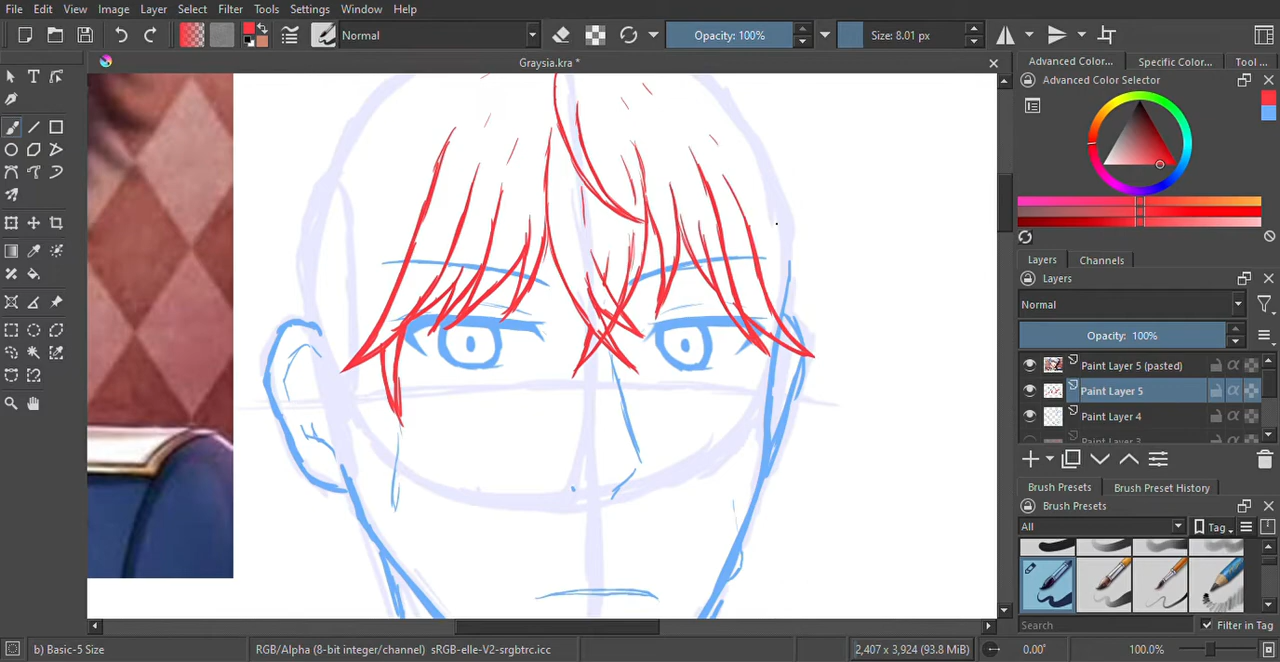 File Edit View Image Layer Select Filter Tools Settings Window Help
Normal Opacity: 100% Size: 8.01 px
Graysia.kra *
Advanced Color... Specific Color... Tool ...
Advanced Color Selector
Layers Channels
Layers
Normal
Opacity: 100%
Paint Layer 5 (pasted)
Paint Layer 5
Paint Layer 4
Paint Layer 3
Brush Presets Brush Preset History
Brush Presets
All Tag
Search Filter in Tag
b) Basic-5 Size RGB/Alpha (8-bit integer/channel) sRGB-elle-V2-srgbtrc.icc 2,407 x 3,924 (93.8 MiB) 0.00° 100.0%